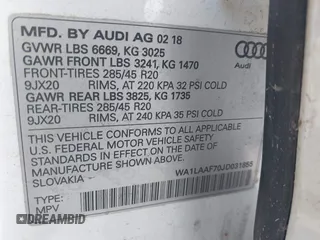 MFD. BY AUDI AG 02 18
GVWR LBS 6669, KG 3025
GAWR FRONT LBS 3241, KG 1470
FRONT-TIRES 285/45 R20
9JX20 RIMS, AT 220 KPA 32 PSI COLD
GAWR REAR LBS 3825, KG 1735
REAR-TIRES 285/45 R20
9JX20 RIMS, AT 240 KPA 35 PSI COLD
THIS VEHICLE CONFORMS TO ALL APPLICABLE
U.S. FEDERAL MOTOR VEHICLE SAFETY
STANDARDS IN EFFECT ON THE DATE OF
MANUFACTURE SHOWN ABOVE.
SLOVAKIA
WA1LAAF70JD031955
TYPE:
MPV
Audi